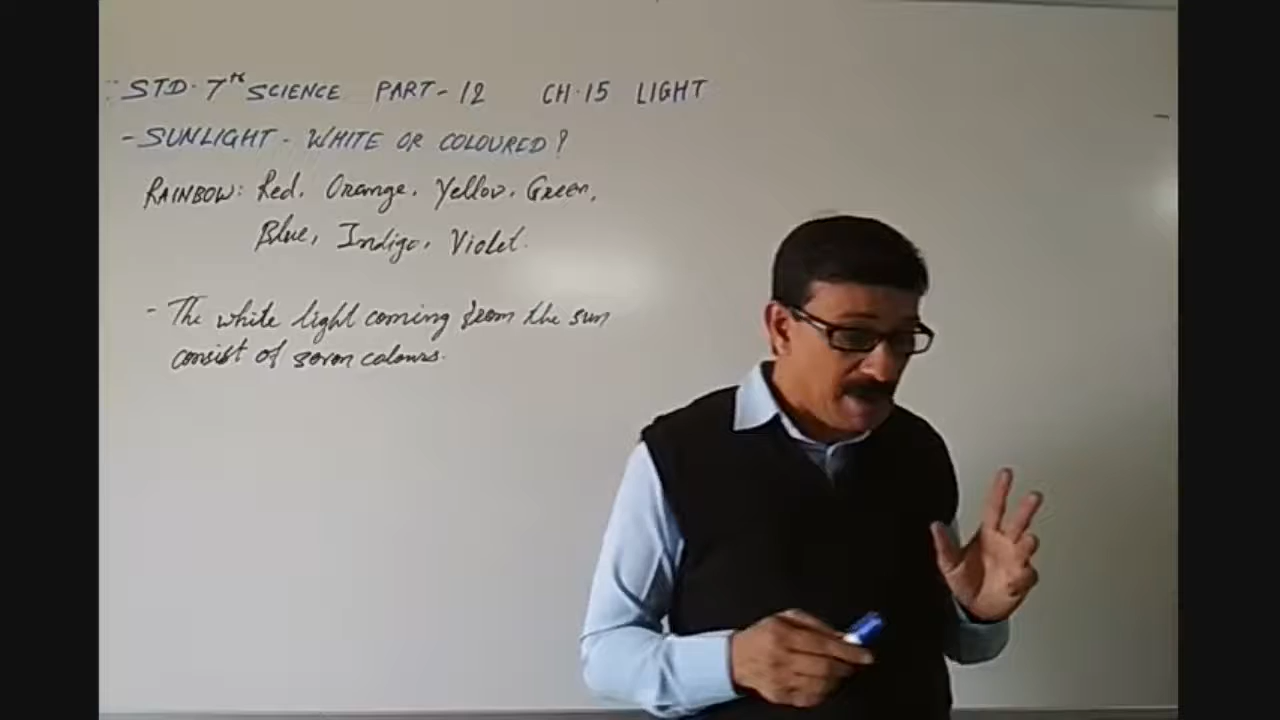 STD. 7th SCIENCE PART-12 CH.15 LIGHT
- SUNLIGHT - WHITE OR COLOURED?
RAINBOW: Red, Orange, Yellow, Green,
Blue, Indigo, Violet.
- The white light coming from the sun
consist of seven colours.